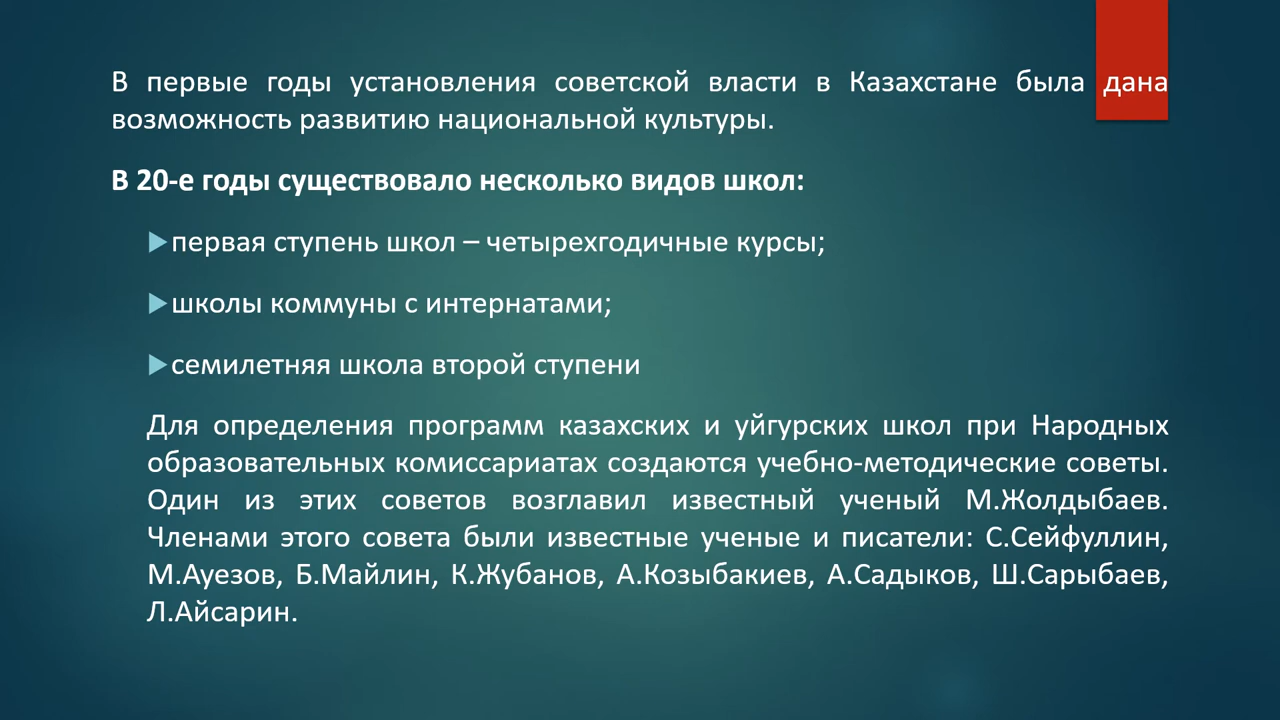 В первые годы установления советской власти в Казахстане была дана
возможность развитию национальной культуры.
В 20-е годы существовало несколько видов школ:
первая ступень школ – четырехгодичные курсы;
школы коммуны с интернатами;
семилетняя школа второй ступени
Для определения программ казахских и уйгурских школ при Народных
образовательных комиссариатах создаются учебно-методические советы.
Один из этих советов возглавил известный ученый М.Жолдыбаев.
Членами этого совета были известные ученые и писатели: С.Сейфуллин,
М.Ауезов, Б.Майлин, К.Жубанов, А.Козыбакиев, А.Садыков, Ш.Сарыбаев,
Л.Айсарин.